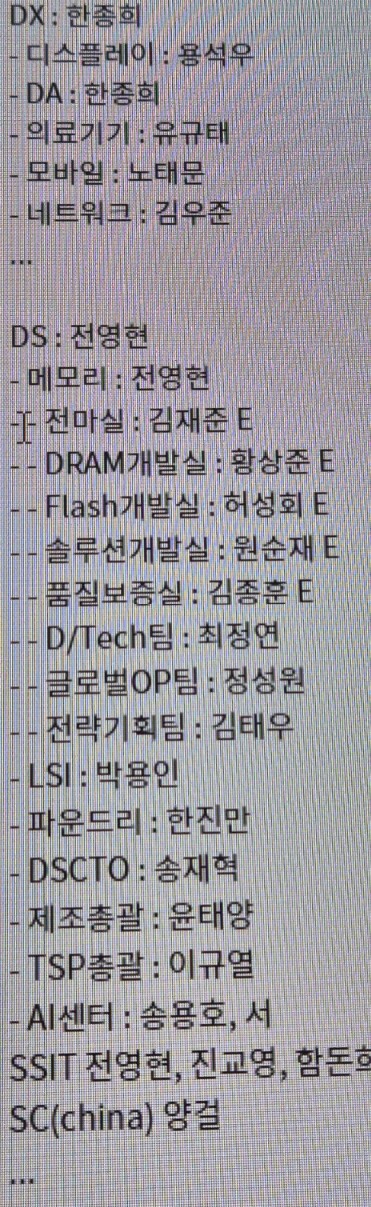 DX : 한종희
- 디스플레이 : 용석우
- DA : 한종희
- 의료기기 : 유규태
- 모바일 : 노태문
- 네트워크 : 김우준
...
DS : 전영현
- 메모리 : 전영현
- - 전마실 : 김재준 E
- - DRAM개발실 : 황상준 E
- - Flash개발실 : 허성회 E
- - 솔루션개발실 : 원순재 E
- - 품질보증실 : 김종훈 E
- - D/Tech팀 : 최정연
- - 글로벌OP팀 : 정성원
- - 전략기획팀 : 김태우
- LSI : 박용인
- 파운드리 : 한진만
- DSCTO : 송재혁
- 제조총괄 : 윤태양
- TSP총괄 : 이규열
- AI센터 : 송용호, 서
SSIT 전영현, 진교영, 함돈희
SC(china) 양걸
...